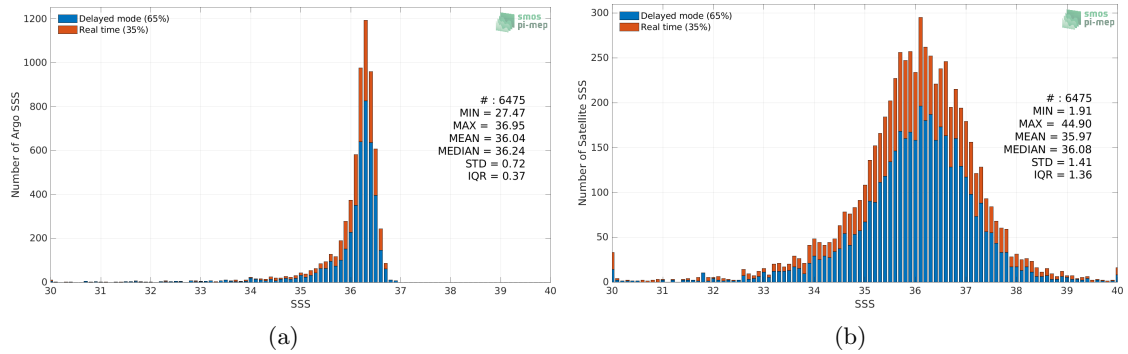 Delayed mode (65%)
Real time (35%)
smos
pi-mep
# : 6475
MIN = 27.47
MAX = 36.95
MEAN = 36.04
MEDIAN = 36.24
STD = 0.72
IQR = 0.37
Number of Argo SSS
1200
1000
800
600
400
200
0
30 31 32 33 34 35 36 37 38 39 40
SSS
(a)
Delayed mode (65%)
Real time (35%)
smos
pi-mep
# : 6475
MIN = 1.91
MAX = 44.90
MEAN = 35.97
MEDIAN = 36.08
STD = 1.41
IQR = 1.36
Number of Satellite SSS
300
250
200
150
100
50
0
30 31 32 33 34 35 36 37 38 39 40
SSS
(b)